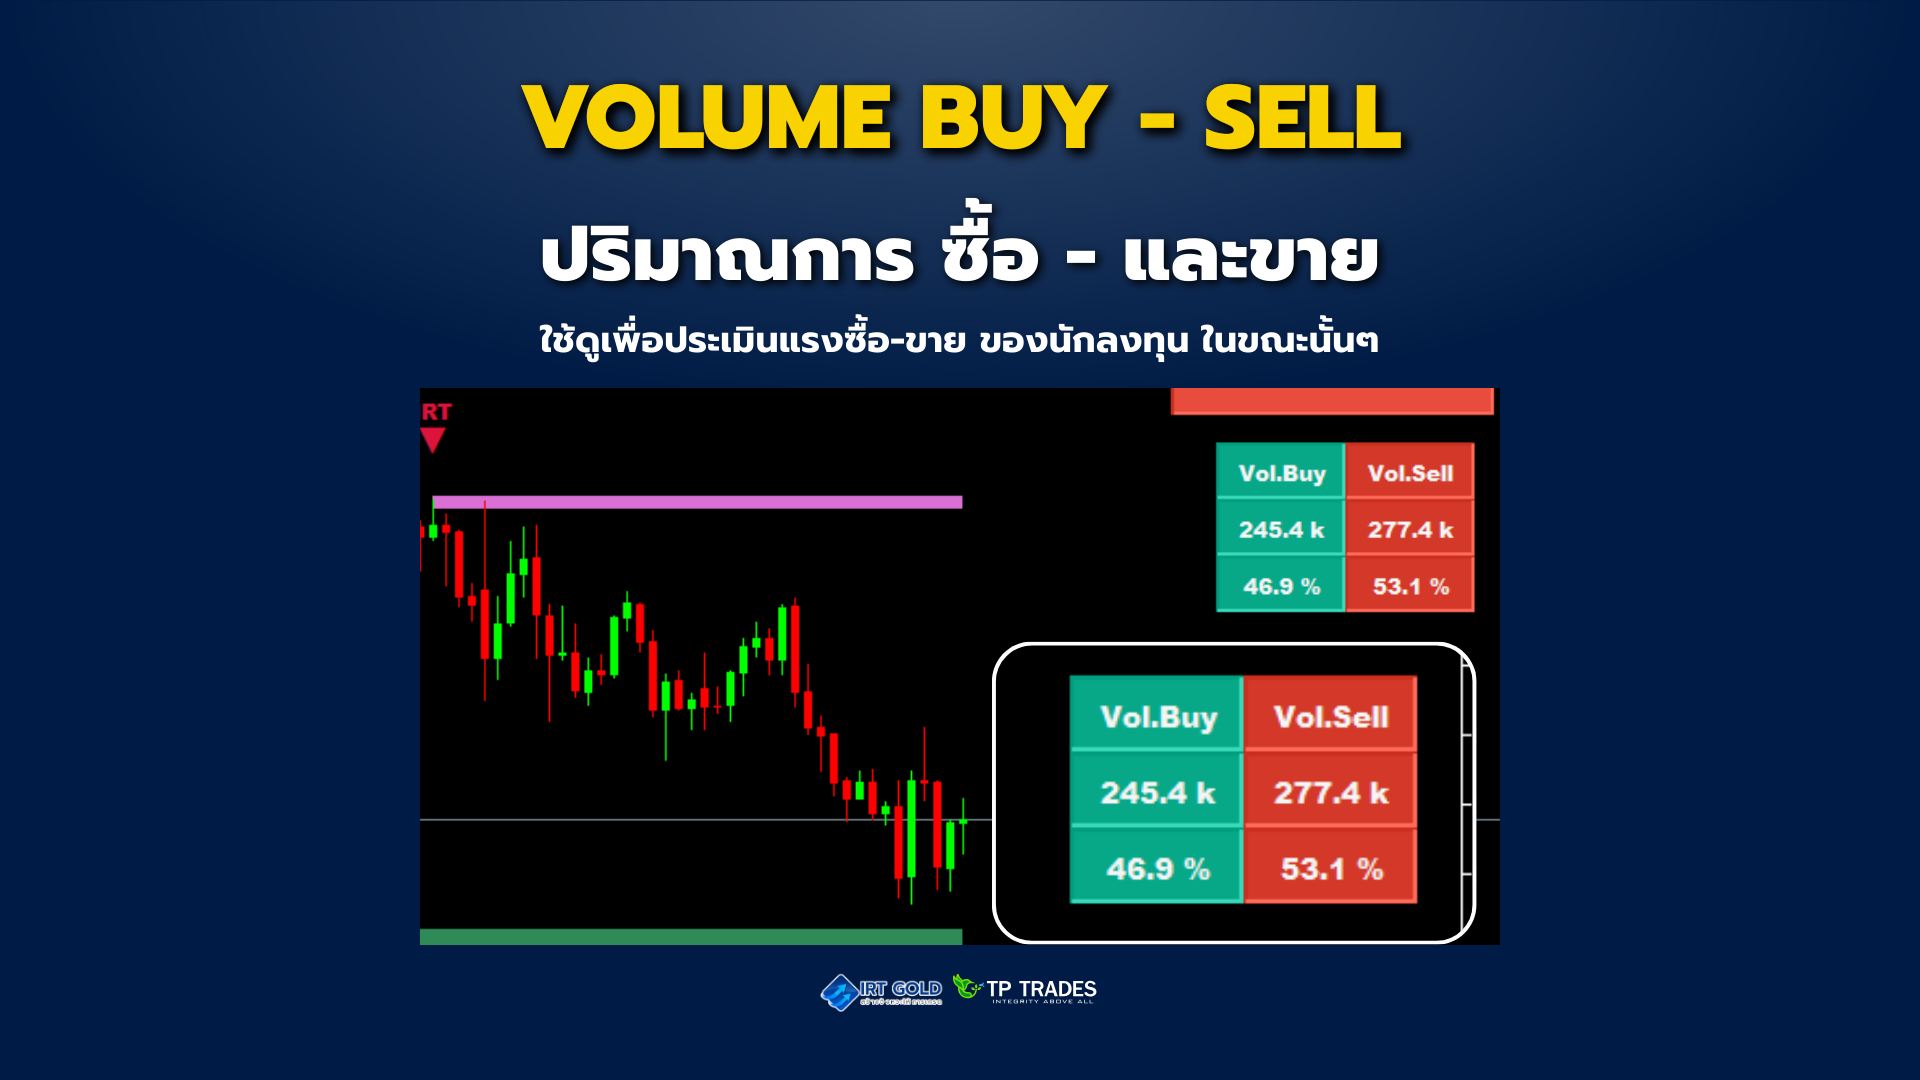 VOLUME BUY - SELL
ปริมาณการ ซื้อ - และขาย
ใช้ดูเพื่อประเมินแรงซื้อ-ขาย ของนักลงทุน ในขณะนั้นๆ
RT
Vol.Buy Vol.Sell
245.4 k 277.4 k
46.9 % 53.1 %
Vol.Buy Vol.Sell
245.4 k 277.4 k
46.9 % 53.1 %
IRT GOLD
TP TRADES
INTEGRITY ABOVE ALL